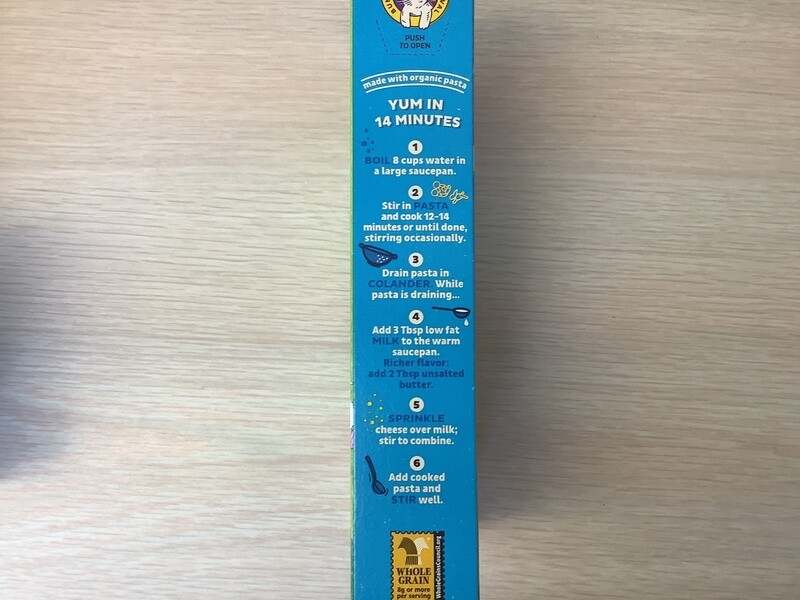 PUSH
TO OPEN
made with organic pasta
YUM IN
14 MINUTES
1
BOIL 8 cups water in
a large saucepan.
2
Stir in PASTA
and cook 12-14
minutes or until done,
stirring occasionally.
3
Drain pasta in
COLANDER. While
pasta is draining...
4
Add 3 Tbsp low fat
MILK to the warm
saucepan.
Richer flavor:
add 2 Tbsp unsalted
butter.
5
SPRINKLE
cheese over milk;
stir to combine.
6
Add cooked
pasta and
STIR well.
WHOLE
GRAIN
8g or more
per serving
WholeGrainsCouncil.org